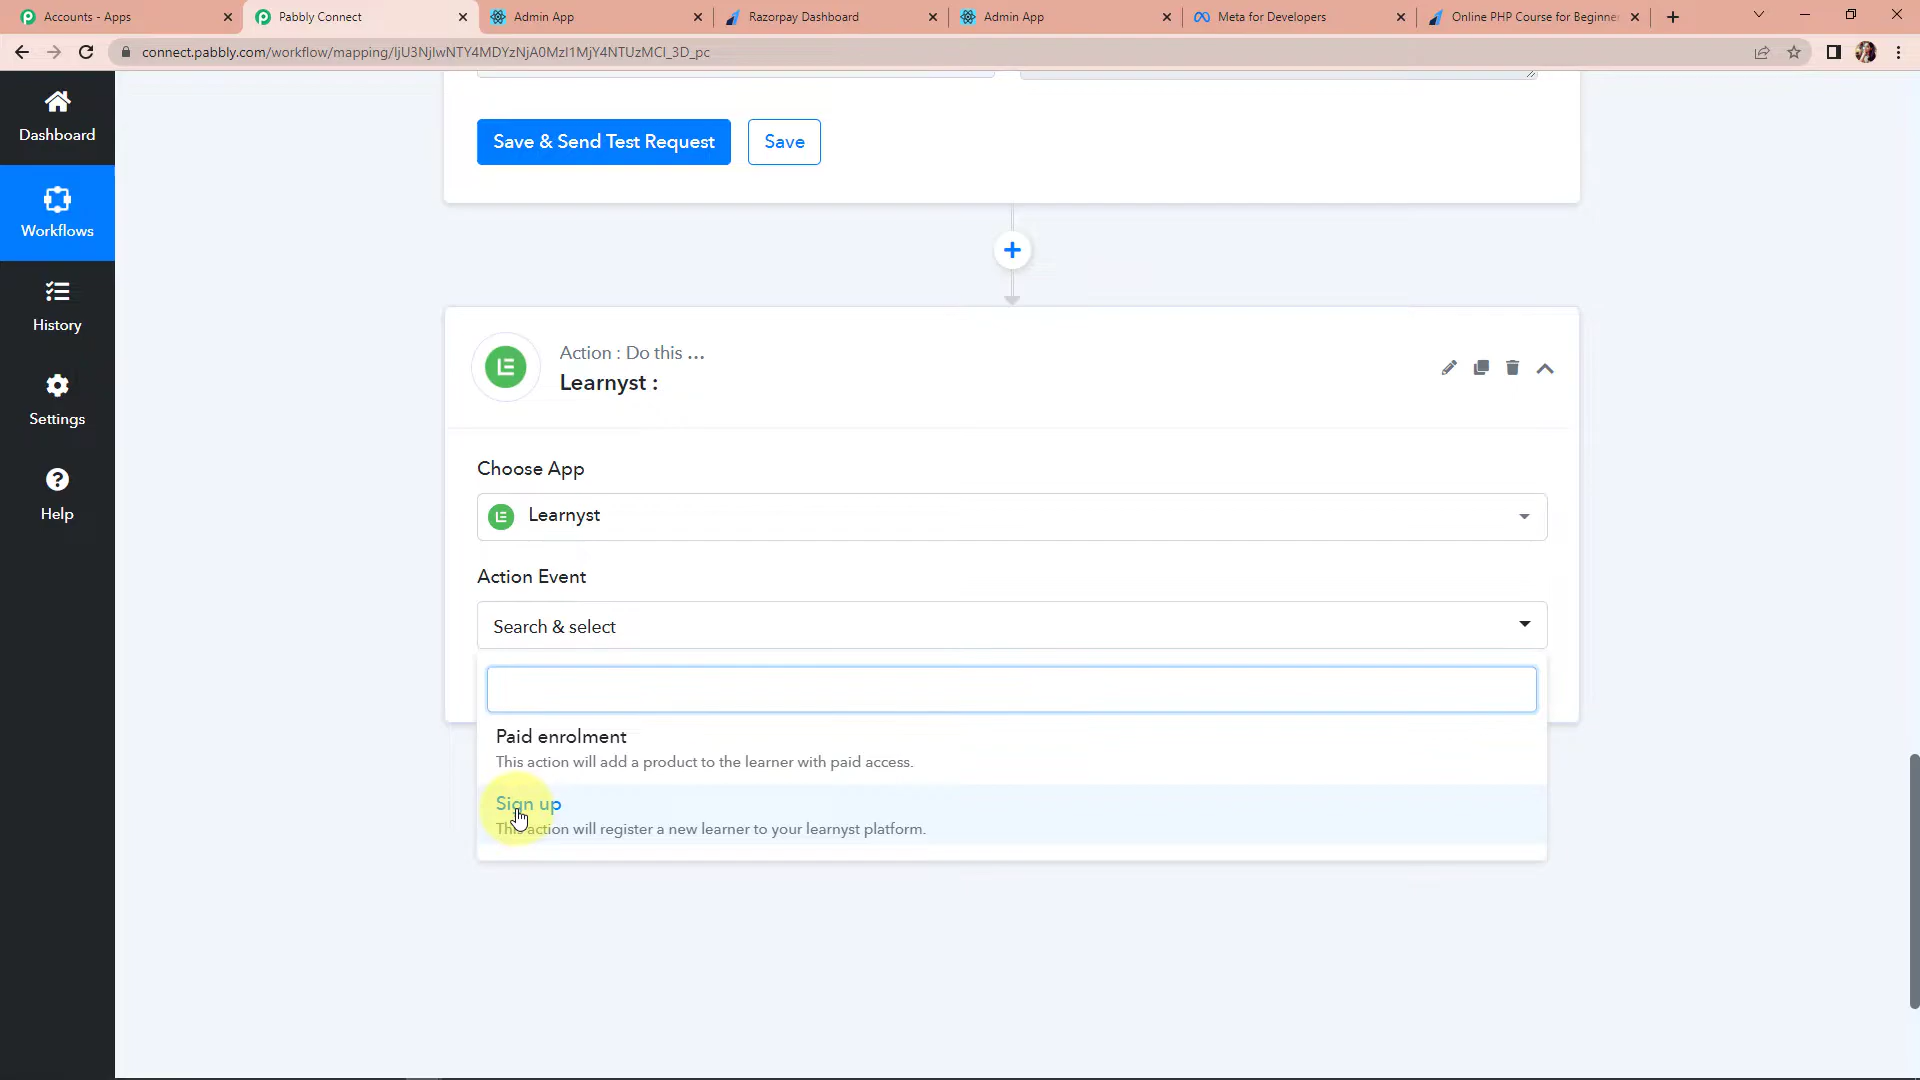 Accounts - Apps
Pabbly Connect
Admin App
Razorpay Dashboard
Admin App
Meta for Developers
Online PHP Course for Beginne
connect.pabbly.com/workflow/mapping/IjU3NjIwNTY4MDYzNjA0MzI1MjY4NTUzMCI_3D_pc
Dashboard
Workflows
History
Settings
Help
Save & Send Test Request
Save
Action : Do this ...
Learnyst :
Choose App
Learnyst
Action Event
Search & select
Paid enrolment
This action will add a product to the learner with paid access.
Sign up
This action will register a new learner to your learnyst platform.